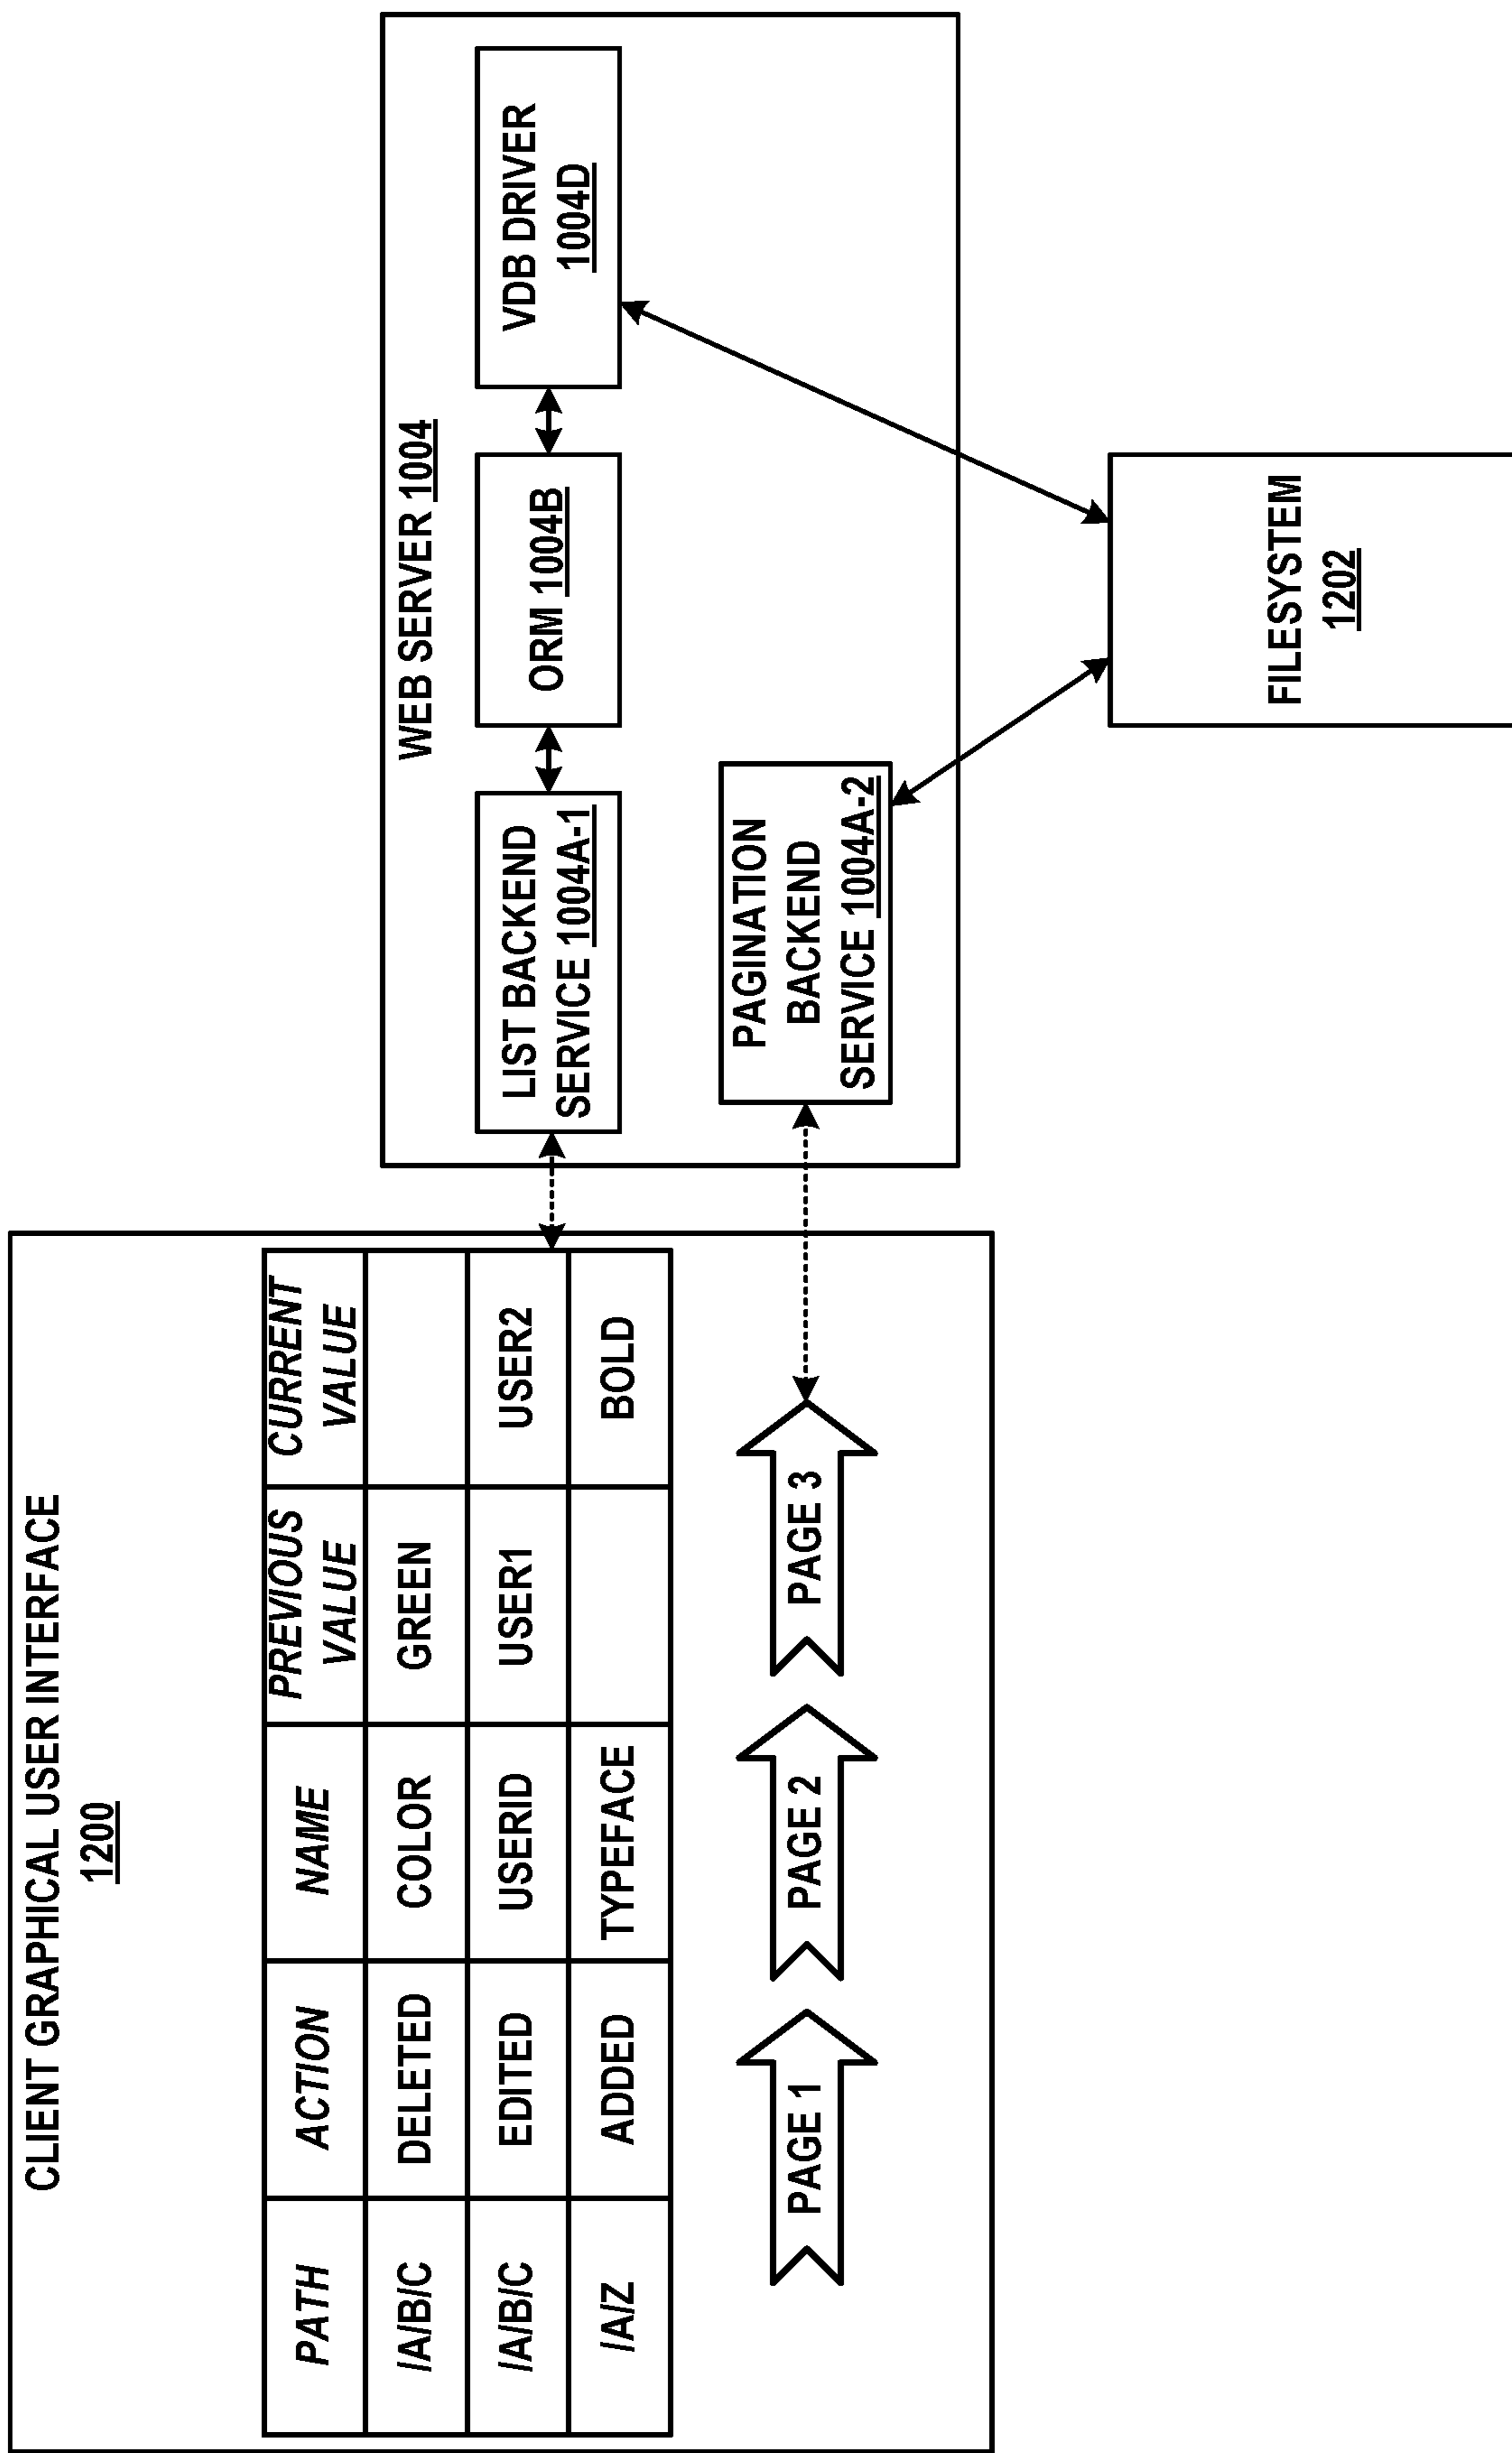 CLIENT GRAPHICAL USER INTERFACE
1200
PATH ACTION NAME PREVIOUS VALUE CURRENT VALUE
/A/B/C DELETED COLOR GREEN
/A/B/C EDITED USERID USER1 USER2
/A/Z ADDED TYPEFACE BOLD
PAGE 1 PAGE 2 PAGE 3
WEB SERVER 1004
LIST BACKEND
SERVICE 1004A-1
ORM 1004B
VDB DRIVER
1004D
PAGINATION
BACKEND
SERVICE 1004A-2
FILESYSTEM
1202